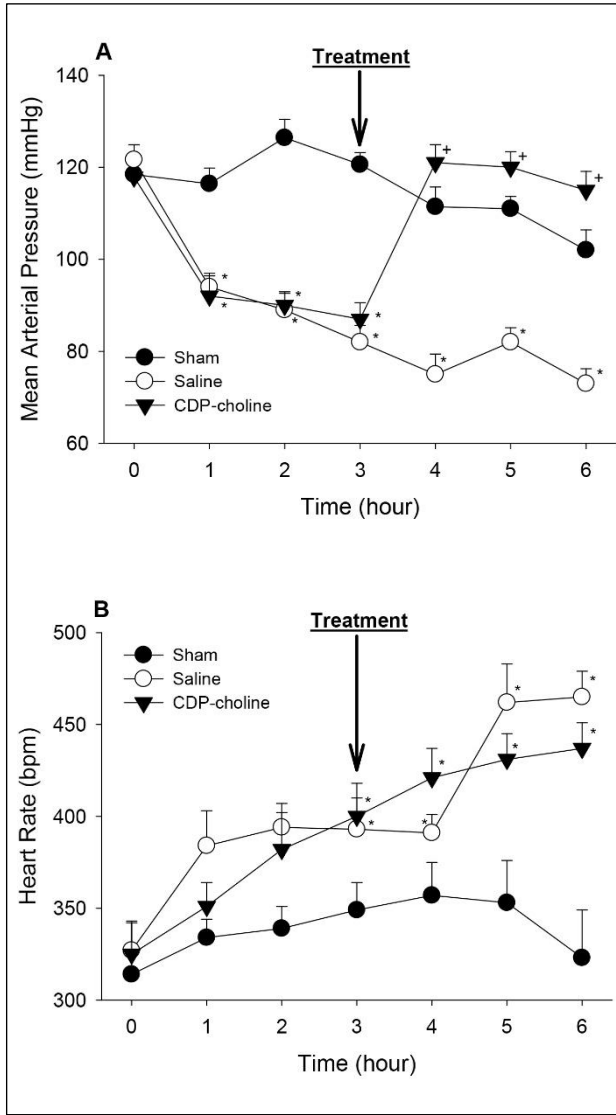 A
Treatment
140
120
100
80
60
Mean Arterial Pressure (mmHg)
+
+
+
*
*
*
*
*
*
*
*
*
Sham
Saline
CDP-choline
0 1 2 3 4 5 6
Time (hour)
B
Treatment
500
450
400
350
300
Heart Rate (bpm)
Sham
Saline
CDP-choline
*
*
*
*
*
*
*
*
0 1 2 3 4 5 6
Time (hour)